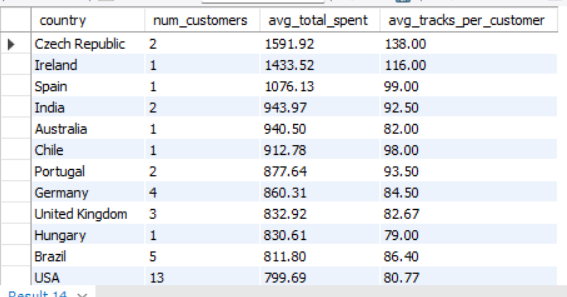 country num_customers avg_total_spent avg_tracks_per_customer
Czech Republic 2 1591.92 138.00
Ireland 1 1433.52 116.00
Spain 1 1076.13 99.00
India 2 943.97 92.50
Australia 1 940.50 82.00
Chile 1 912.78 98.00
Portugal 2 877.64 93.50
Germany 4 860.31 84.50
United Kingdom 3 832.92 82.67
Hungary 1 830.61 79.00
Brazil 5 811.80 86.40
USA 13 799.69 80.77
Result 14